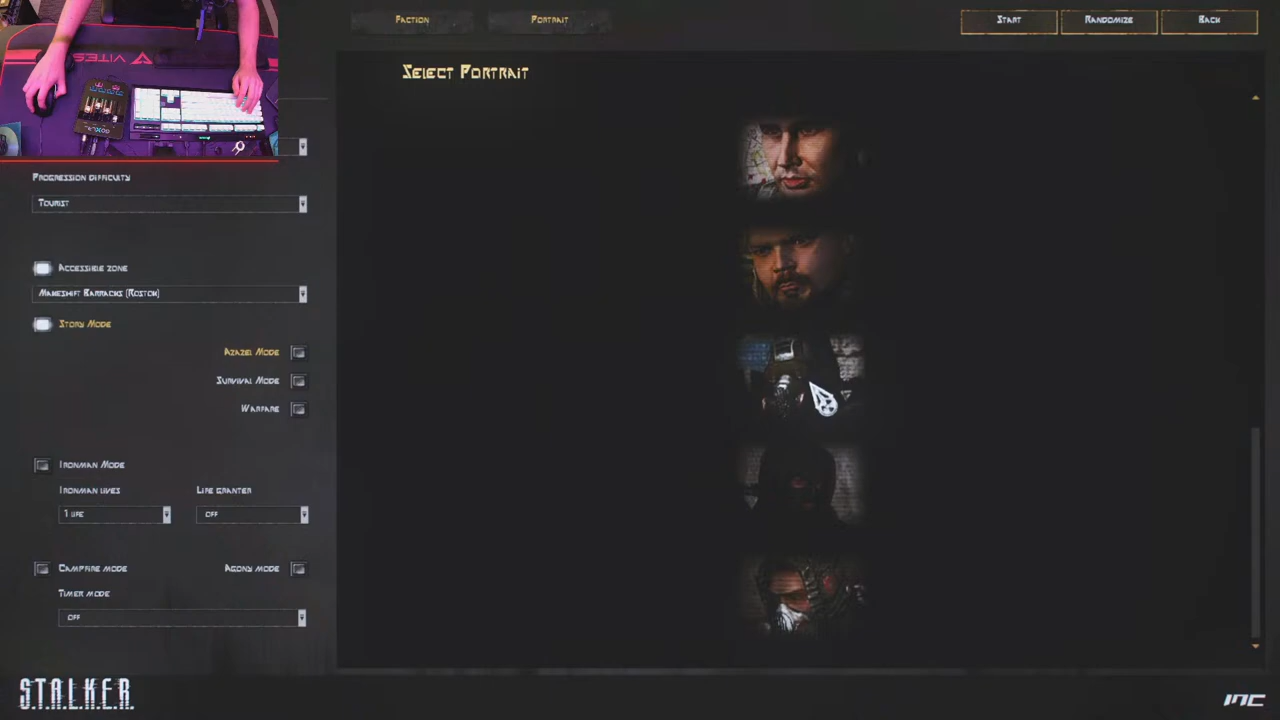 FACTION
PORTRAIT
START
RANDOMIZE
BACK
SELECT PORTRAIT
PROGRESSION DIFFICULTY
TOURIST
ACCESSIBLE ZONE
MAKESHIFT BARRACKS (ROSTOK)
STORY MODE
AZAZEL MODE
SURVIVAL MODE
WARFARE
IRONMAN MODE
IRONMAN LIVES
LIFE GRANTER
1 LIFE
OFF
CAMPFIRE MODE
AGONY MODE
TIMER MODE
OFF
S.T.A.L.K.E.R.